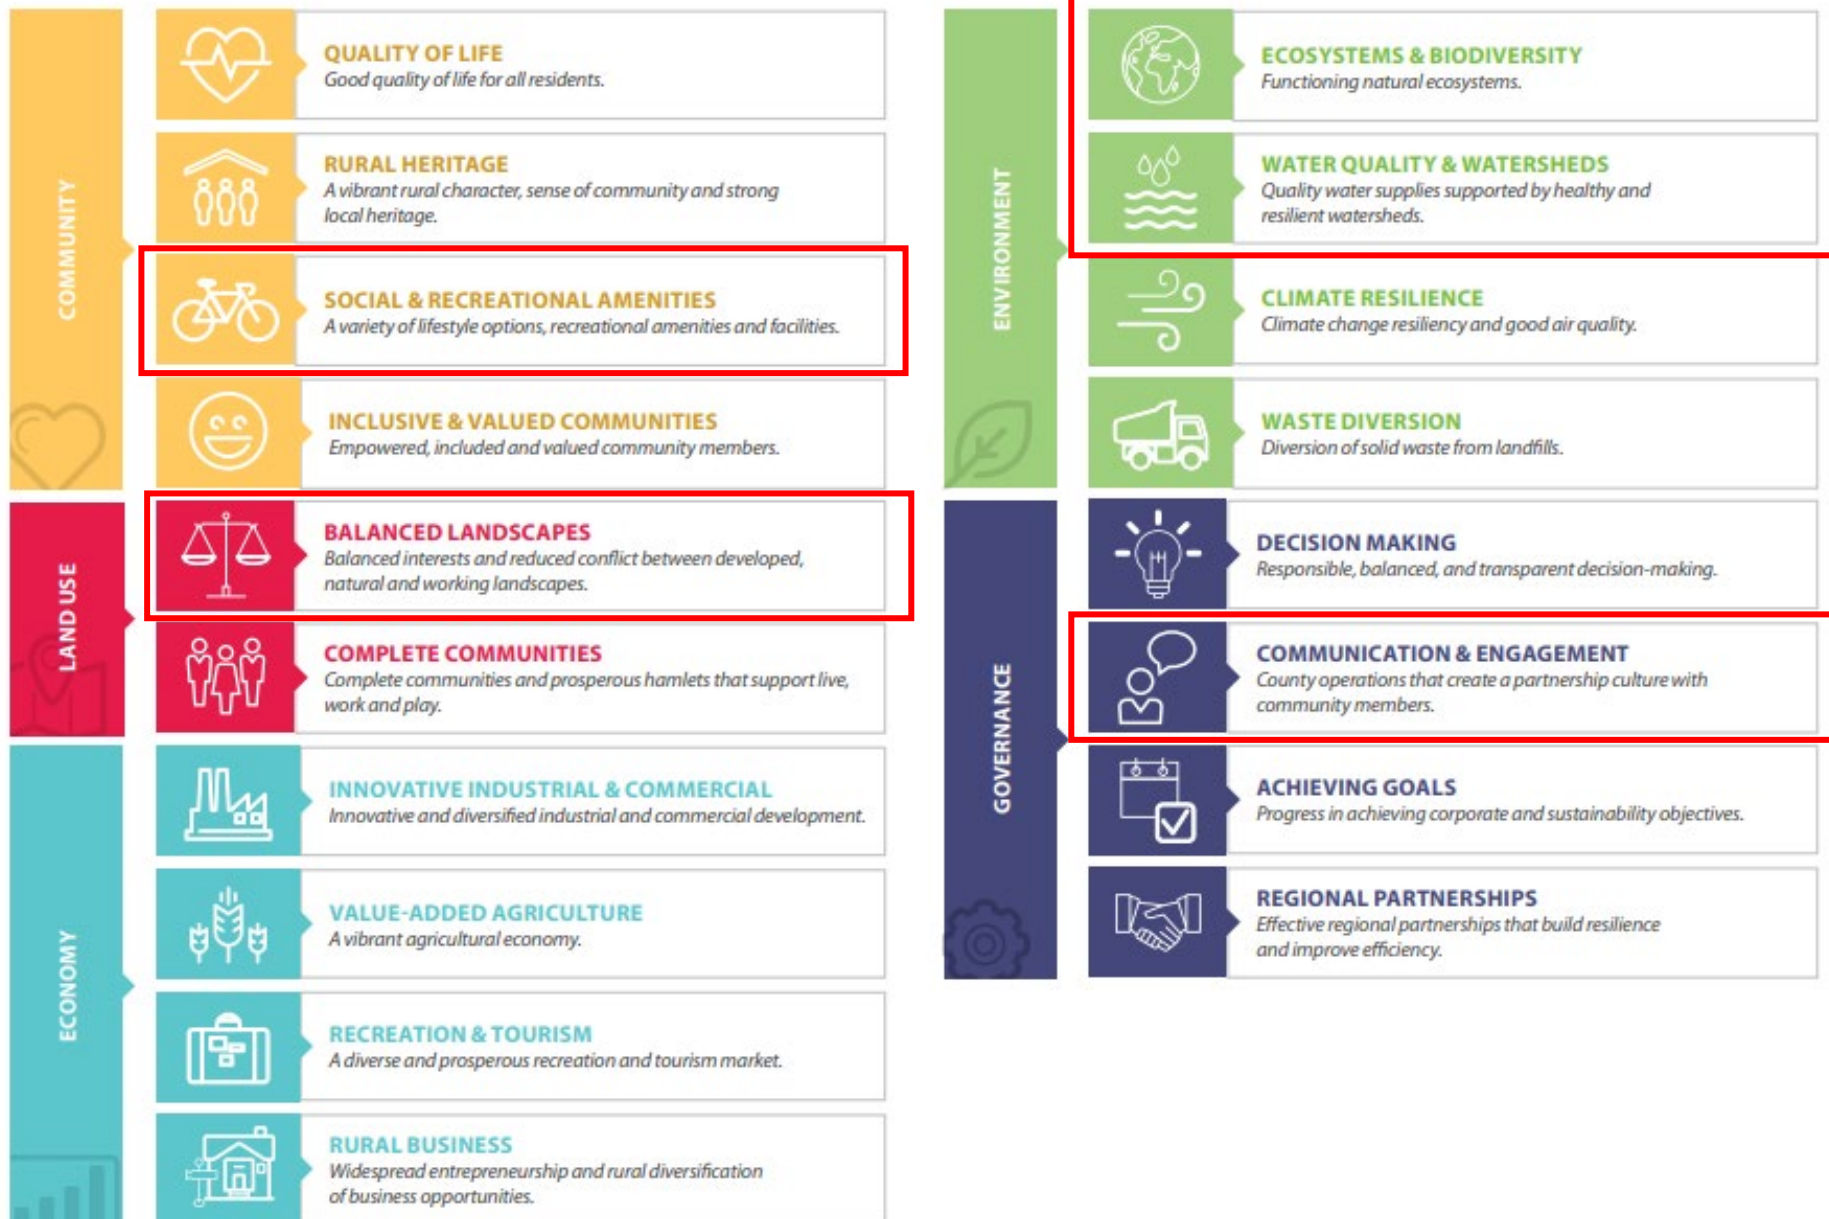 COMMUNITY
QUALITY OF LIFE
Good quality of life for all residents.
RURAL HERITAGE
A vibrant rural character, sense of community and strong
local heritage.
SOCIAL & RECREATIONAL AMENITIES
A variety of lifestyle options, recreational amenities and facilities.
INCLUSIVE & VALUED COMMUNITIES
Empowered, included and valued community members.
LAND USE
BALANCED LANDSCAPES
Balanced interests and reduced conflict between developed,
natural and working landscapes.
COMPLETE COMMUNITIES
Complete communities and prosperous hamlets that support live,
work and play.
ECONOMY
INNOVATIVE INDUSTRIAL & COMMERCIAL
Innovative and diversified industrial and commercial development.
VALUE-ADDED AGRICULTURE
A vibrant agricultural economy.
RECREATION & TOURISM
A diverse and prosperous recreation and tourism market.
RURAL BUSINESS
Widespread entrepreneurship and rural diversification
of business opportunities.
ENVIRONMENT
ECOSYSTEMS & BIODIVERSITY
Functioning natural ecosystems.
WATER QUALITY & WATERSHEDS
Quality water supplies supported by healthy and
resilient watersheds.
CLIMATE RESILIENCE
Climate change resiliency and good air quality.
WASTE DIVERSION
Diversion of solid waste from landfills.
GOVERNANCE
DECISION MAKING
Responsible, balanced, and transparent decision-making.
COMMUNICATION & ENGAGEMENT
County operations that create a partnership culture with
community members.
ACHIEVING GOALS
Progress in achieving corporate and sustainability objectives.
REGIONAL PARTNERSHIPS
Effective regional partnerships that build resilience
and improve efficiency.